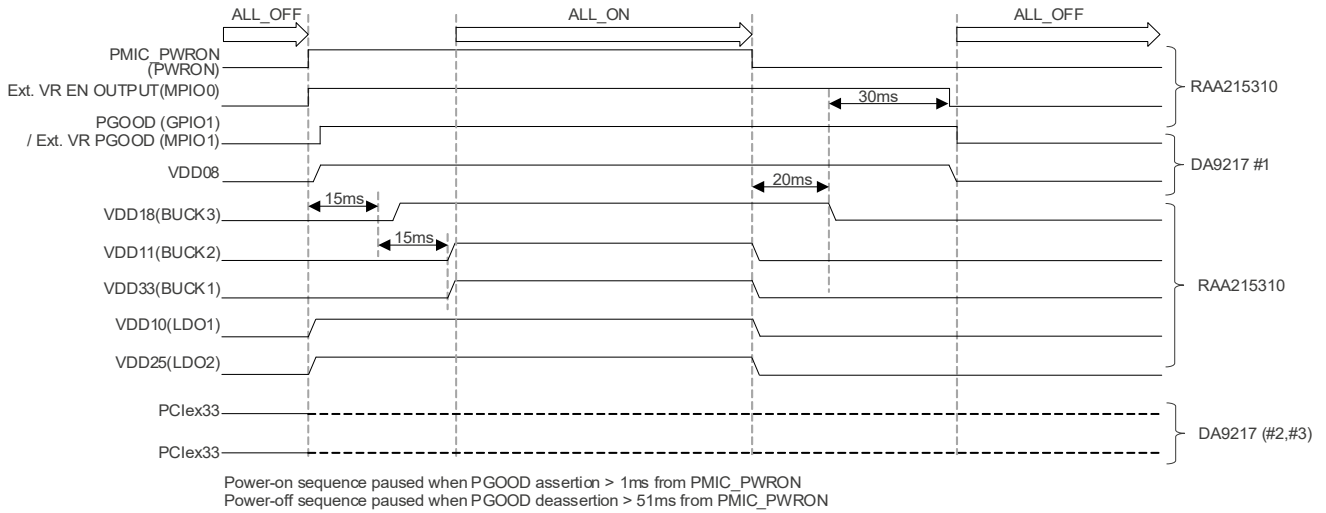 ALL_OFF
ALL_ON
ALL_OFF
PMIC_PWRON
(PWRON)
Ext. VR EN OUTPUT(MPIO0)
30ms
RAA215310
PGOOD (GPIO1)
/ Ext. VR PGOOD (MPIO1)
VDD08
20ms
DA9217 #1
15ms
VDD18(BUCK3)
15ms
VDD11(BUCK2)
VDD33(BUCK1)
RAA215310
VDD10(LDO1)
VDD25(LDO2)
PCIex33
DA9217 (#2,#3)
PCIex33
Power-on sequence paused when PGOOD assertion > 1ms from PMIC_PWRON
Power-off sequence paused when PGOOD deassertion > 51ms from PMIC_PWRON